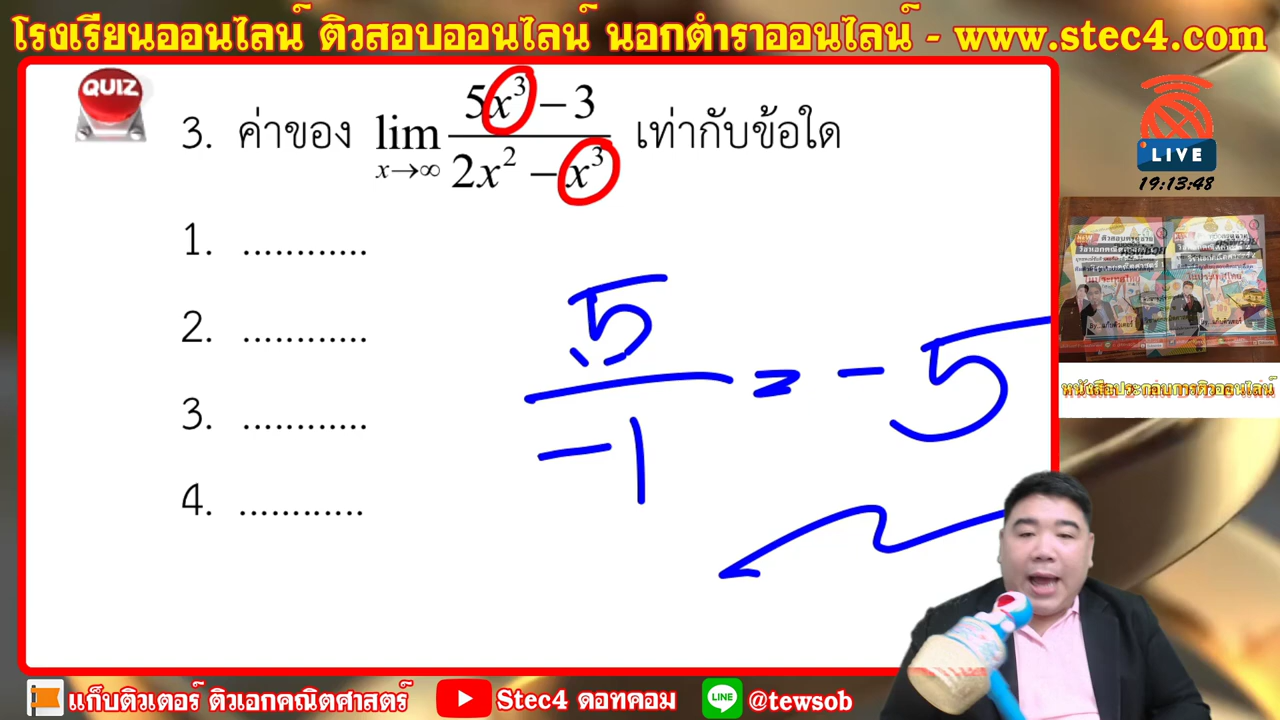 โรงเรียนออนไลน์ ติวสอบออนไลน์ นอกตำราออนไลน์ - www.stec4.com
QUIZ
3. ค่าของ lim x→∞ (5x³ − 3)/(2x² − x³) เท่ากับข้อใด
1. ............
2. ............
3. ............
4. ............
5/−1 = −5
LIVE
19:13:48
หนังสือประกอบการติวออนไลน์
แก็บติวเตอร์ ติวเอกคณิตศาสตร์
Stec4 ดอทคอม
LINE
@tewsob